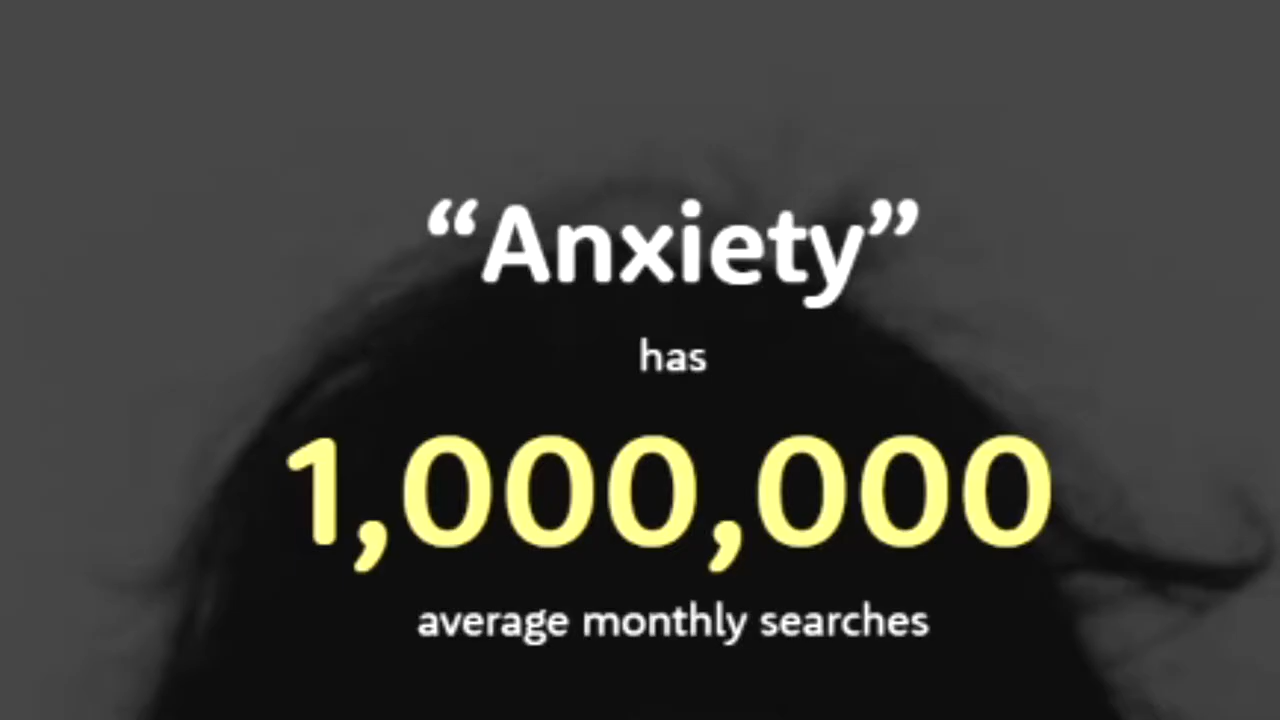 “Anxiety”
has
1,000,000
average monthly searches